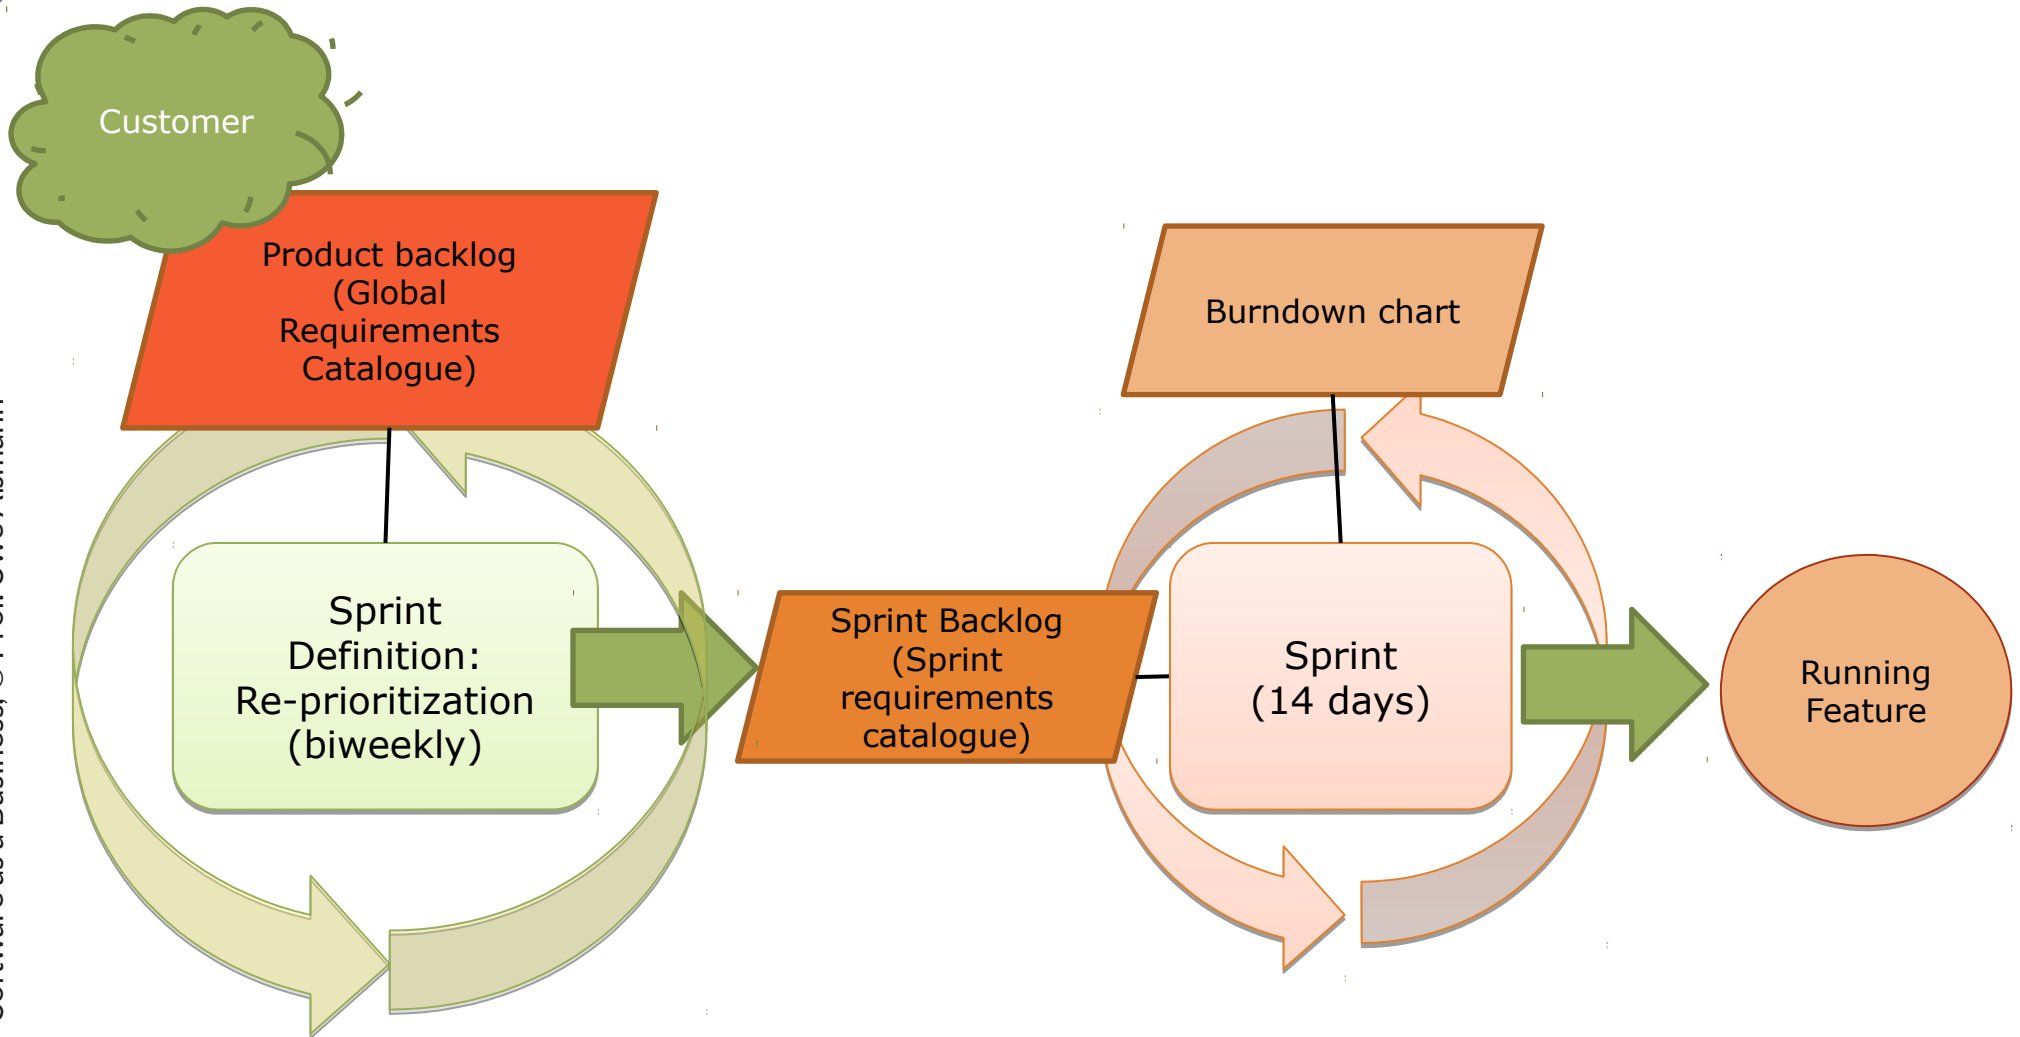 Customer
Product backlog
(Global
Requirements
Catalogue)
Burndown chart
Sprint
Definition:
Re-prioritization
(biweekly)
Sprint Backlog
(Sprint
requirements
catalogue)
Sprint
(14 days)
Running
Feature